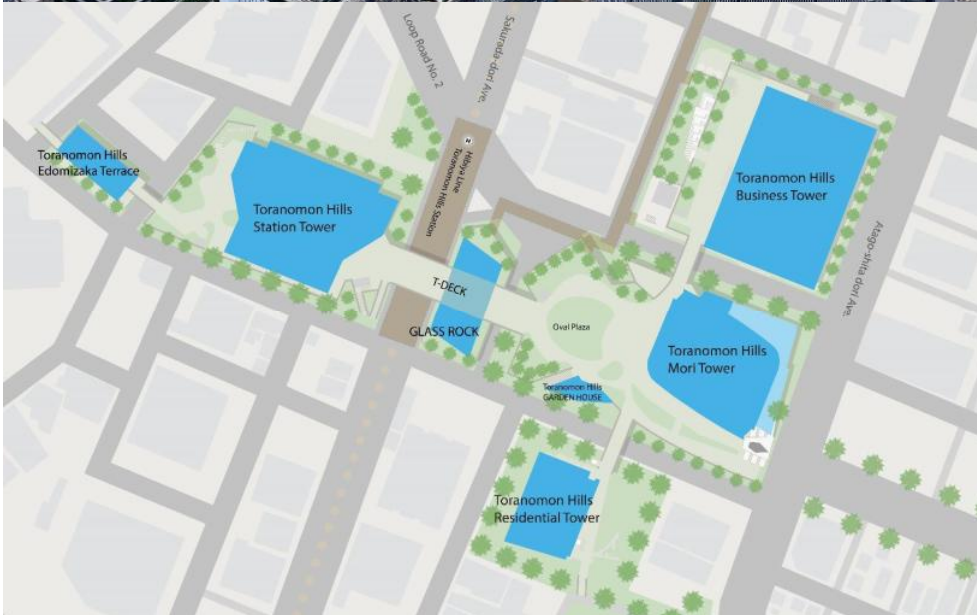 Loop Road No. 2
Sakurada-dori Ave.
Toranomon Hills
Edomizaka Terrace
Toranomon Hills
Station Tower
Hibiya Line
Toranomon Hills Station
Toranomon Hills
Business Tower
Atago-shita dori Ave.
T-DECK
GLASS ROCK
Oval Plaza
Toranomon Hills
Mori Tower
Toranomon Hills
GARDEN HOUSE
Toranomon Hills
Residential Tower